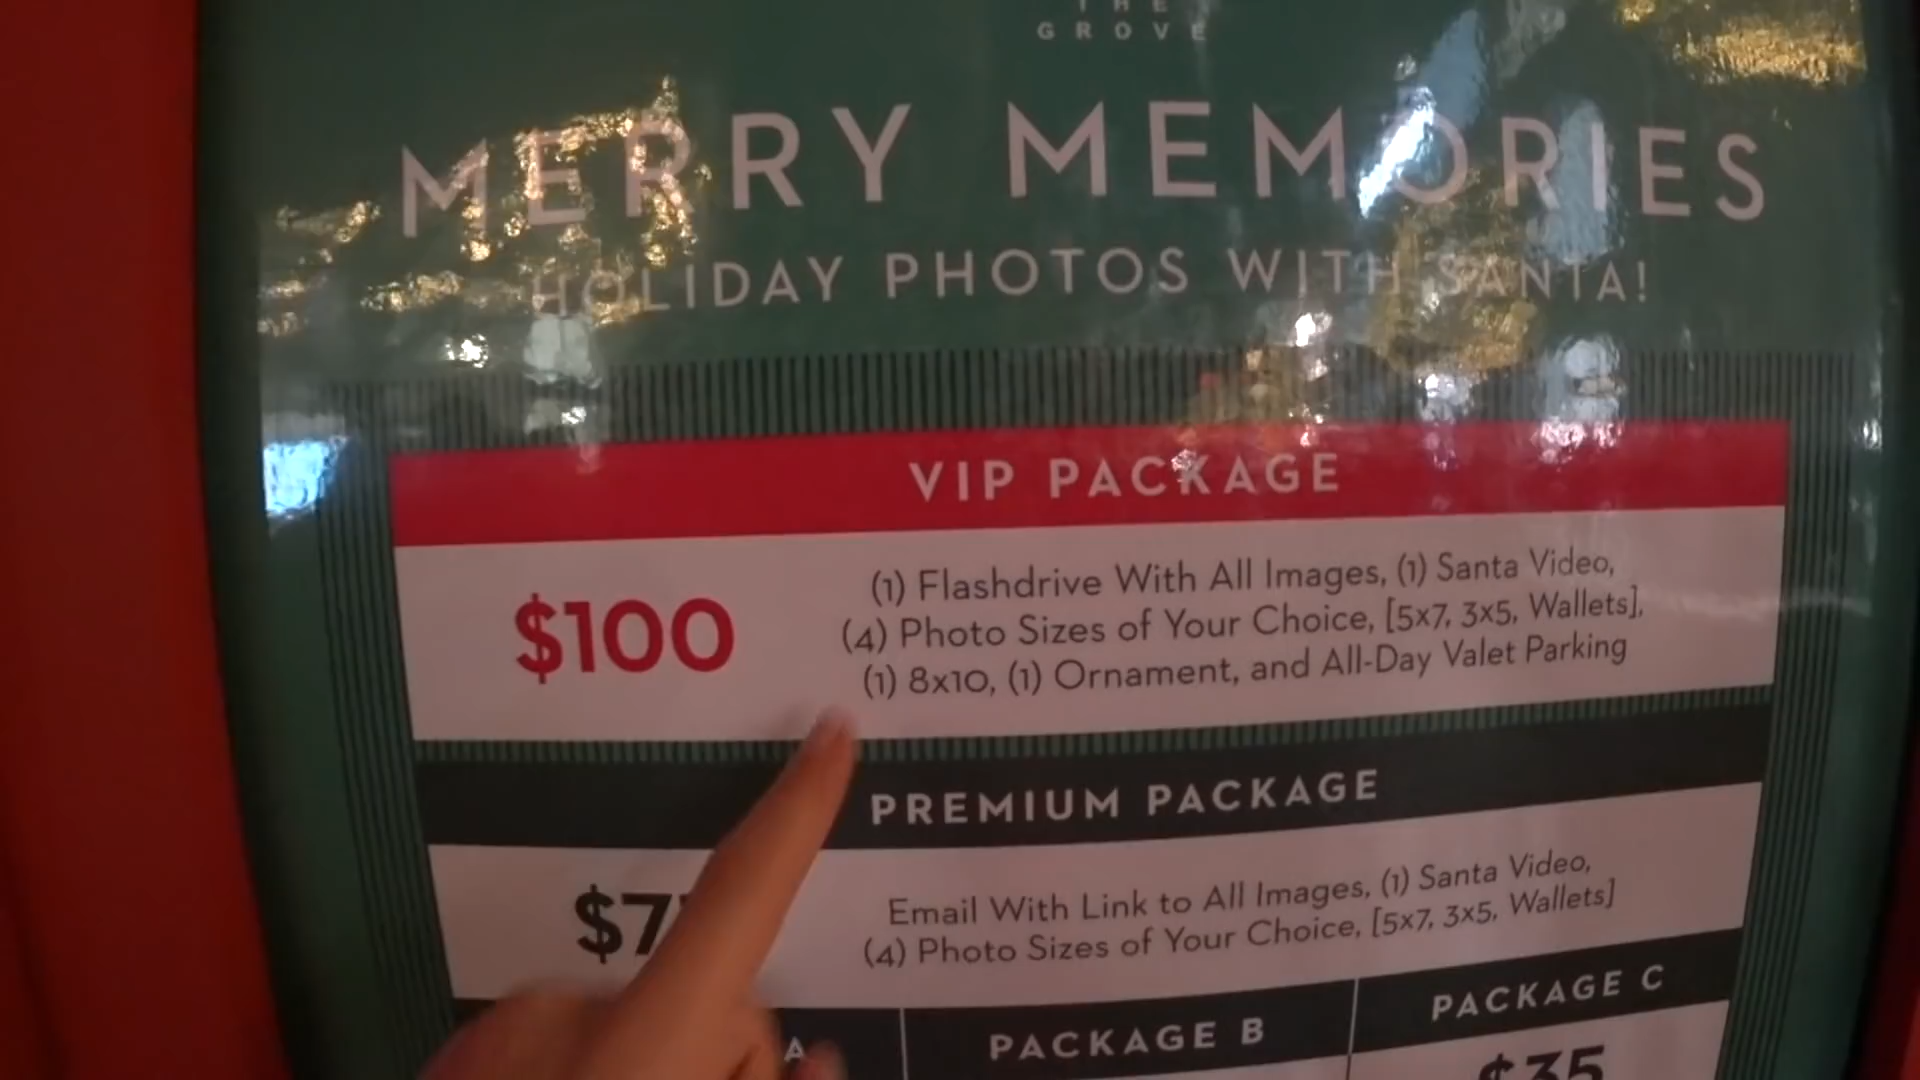 THE
GROVE
MERRY MEMORIES
HOLIDAY PHOTOS WITH SANTA!
VIP PACKAGE
$100
(1) Flashdrive With All Images, (1) Santa Video,
(4) Photo Sizes of Your Choice, [5x7, 3x5, Wallets],
(1) 8x10, (1) Ornament, and All-Day Valet Parking
PREMIUM PACKAGE
Email With Link to All Images, (1) Santa Video,
(4) Photo Sizes of Your Choice, [5x7, 3x5, Wallets]
A
PACKAGE B
PACKAGE C
$35